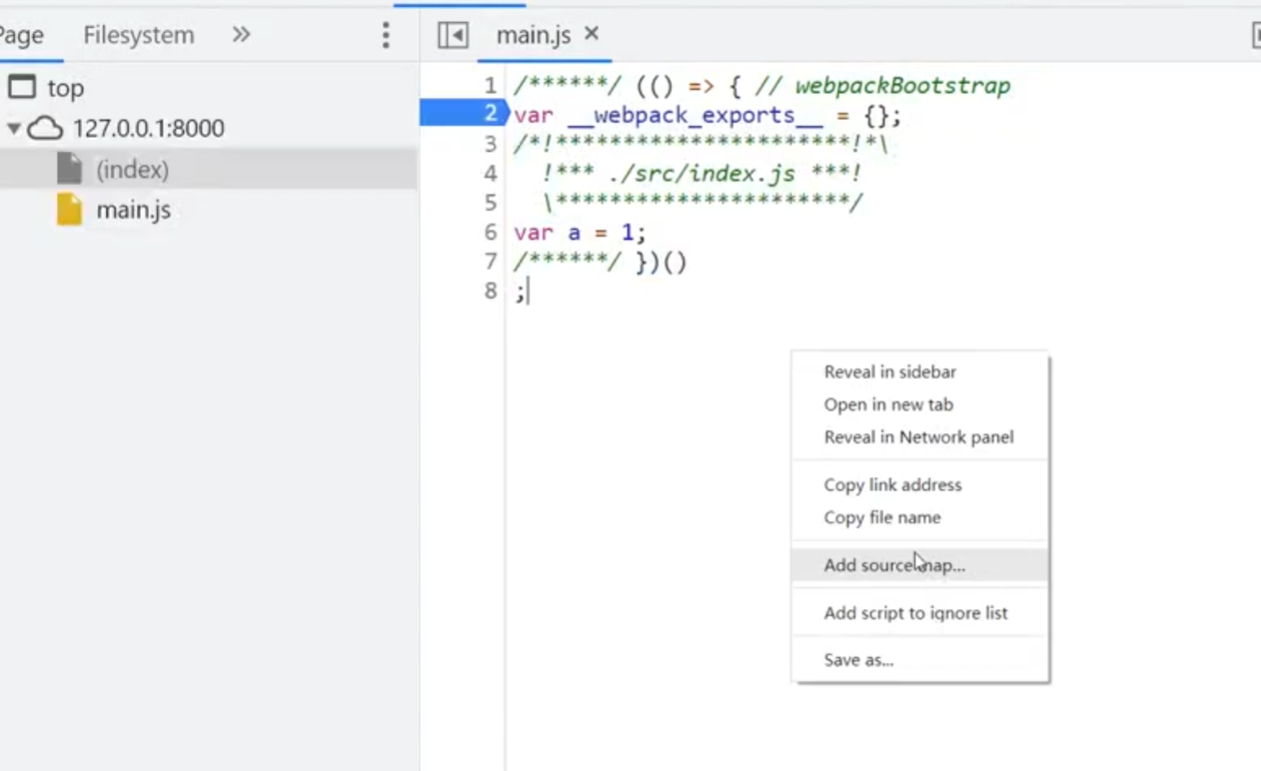 Page Filesystem »
main.js ×
top
127.0.0.1:8000
(index)
main.js
1 /******/ (() => { // webpackBootstrap
2 var __webpack_exports__ = {};
3 /*!**********************!*\
4   !*** ./src/index.js ***!
5   \**********************/
6 var a = 1;
7 /******/ })()
8 ;
Reveal in sidebar
Open in new tab
Reveal in Network panel
Copy link address
Copy file name
Add source map...
Add script to ignore list
Save as...